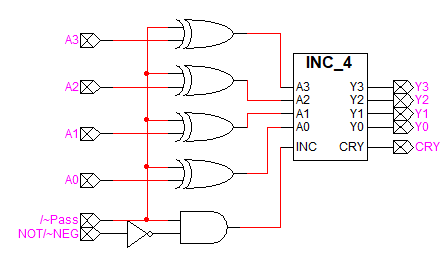 A3
A2
A1
A0
/~Pass
NOT/~NEG
INC_4
A3 Y3 Y3
A2 Y2 Y2
A1 Y1 Y1
A0 Y0 Y0
INC CRY CRY